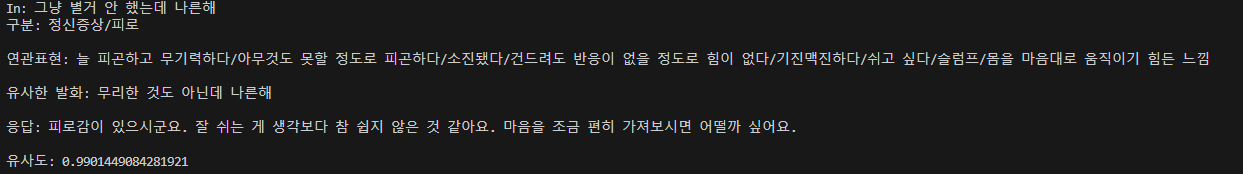 In: 그냥 별거 안 했는데 나른해
구분: 정신증상/피로
연관표현: 늘 피곤하고 무기력하다/아무것도 못할 정도로 피곤하다/소진됐다/건드려도 반응이 없을 정도로 힘이 없다/기진맥진하다/쉬고 싶다/슬럼프/몸을 마음대로 움직이기 힘든 느낌
유사한 발화: 무리한 것도 아닌데 나른해
응답: 피로감이 있으시군요. 잘 쉬는 게 생각보다 참 쉽지 않은 것 같아요. 마음을 조금 편히 가져보시면 어떨까 싶어요.
유사도: 0.9901449084281921